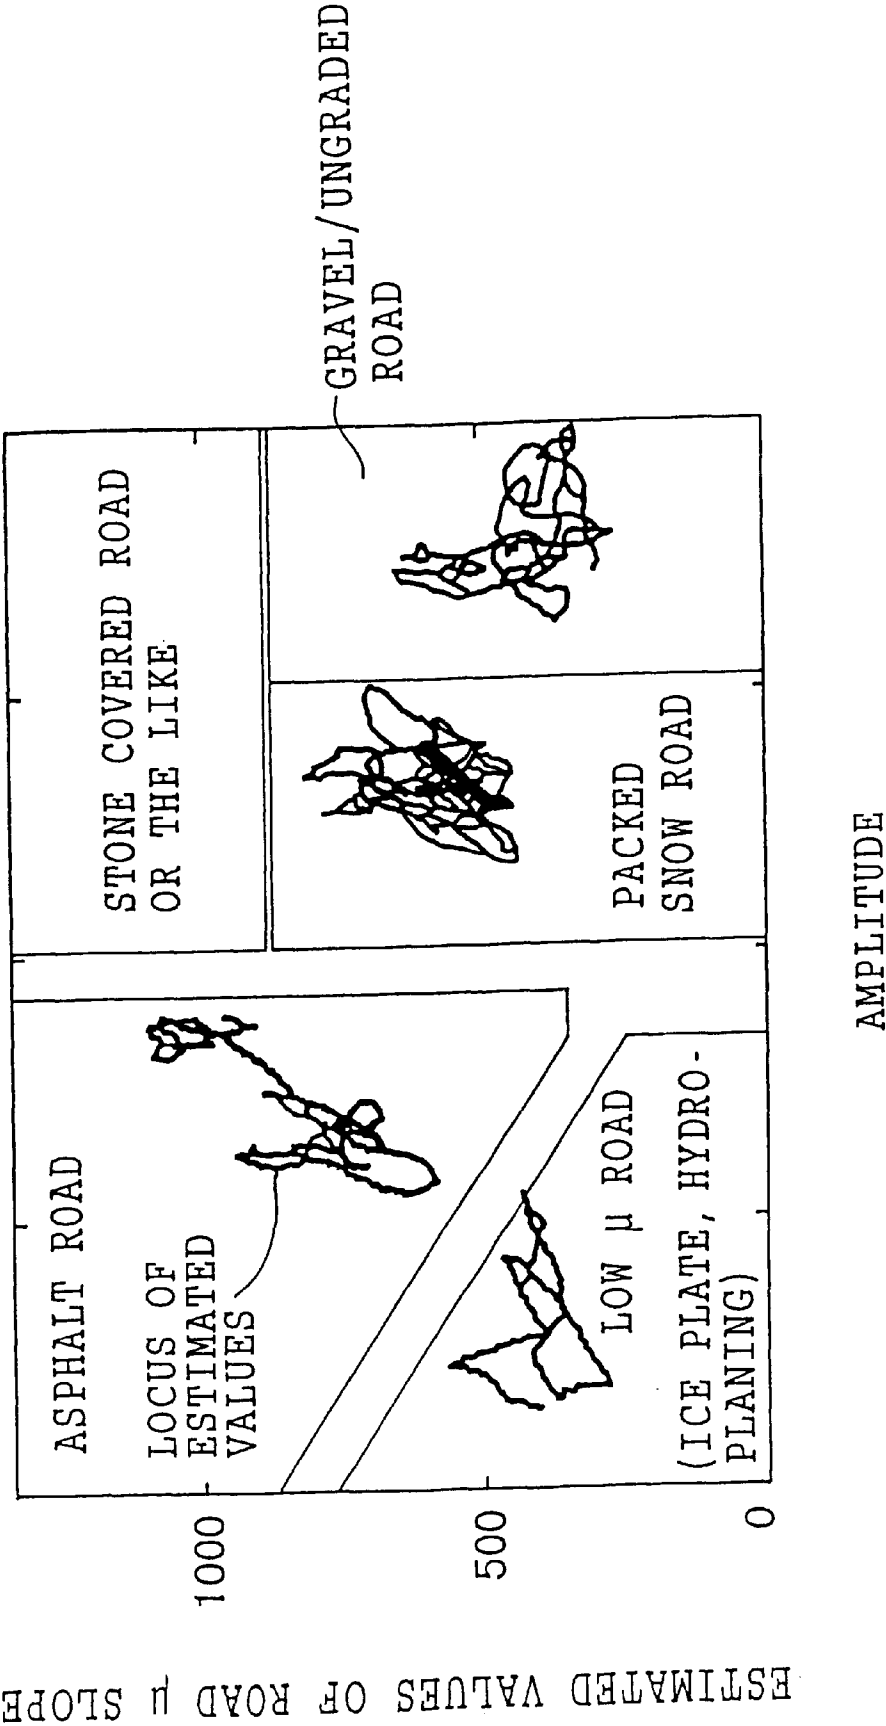 ESTIMATED VALUES OF ROAD μ SLOPE
1000
500
0
ASPHALT ROAD
LOCUS OF
ESTIMATED
VALUES
LOW μ ROAD
(ICE PLATE, HYDRO-
PLANING)
STONE COVERED ROAD
OR THE LIKE
PACKED
SNOW ROAD
GRAVEL/UNGRADED
ROAD
AMPLITUDE